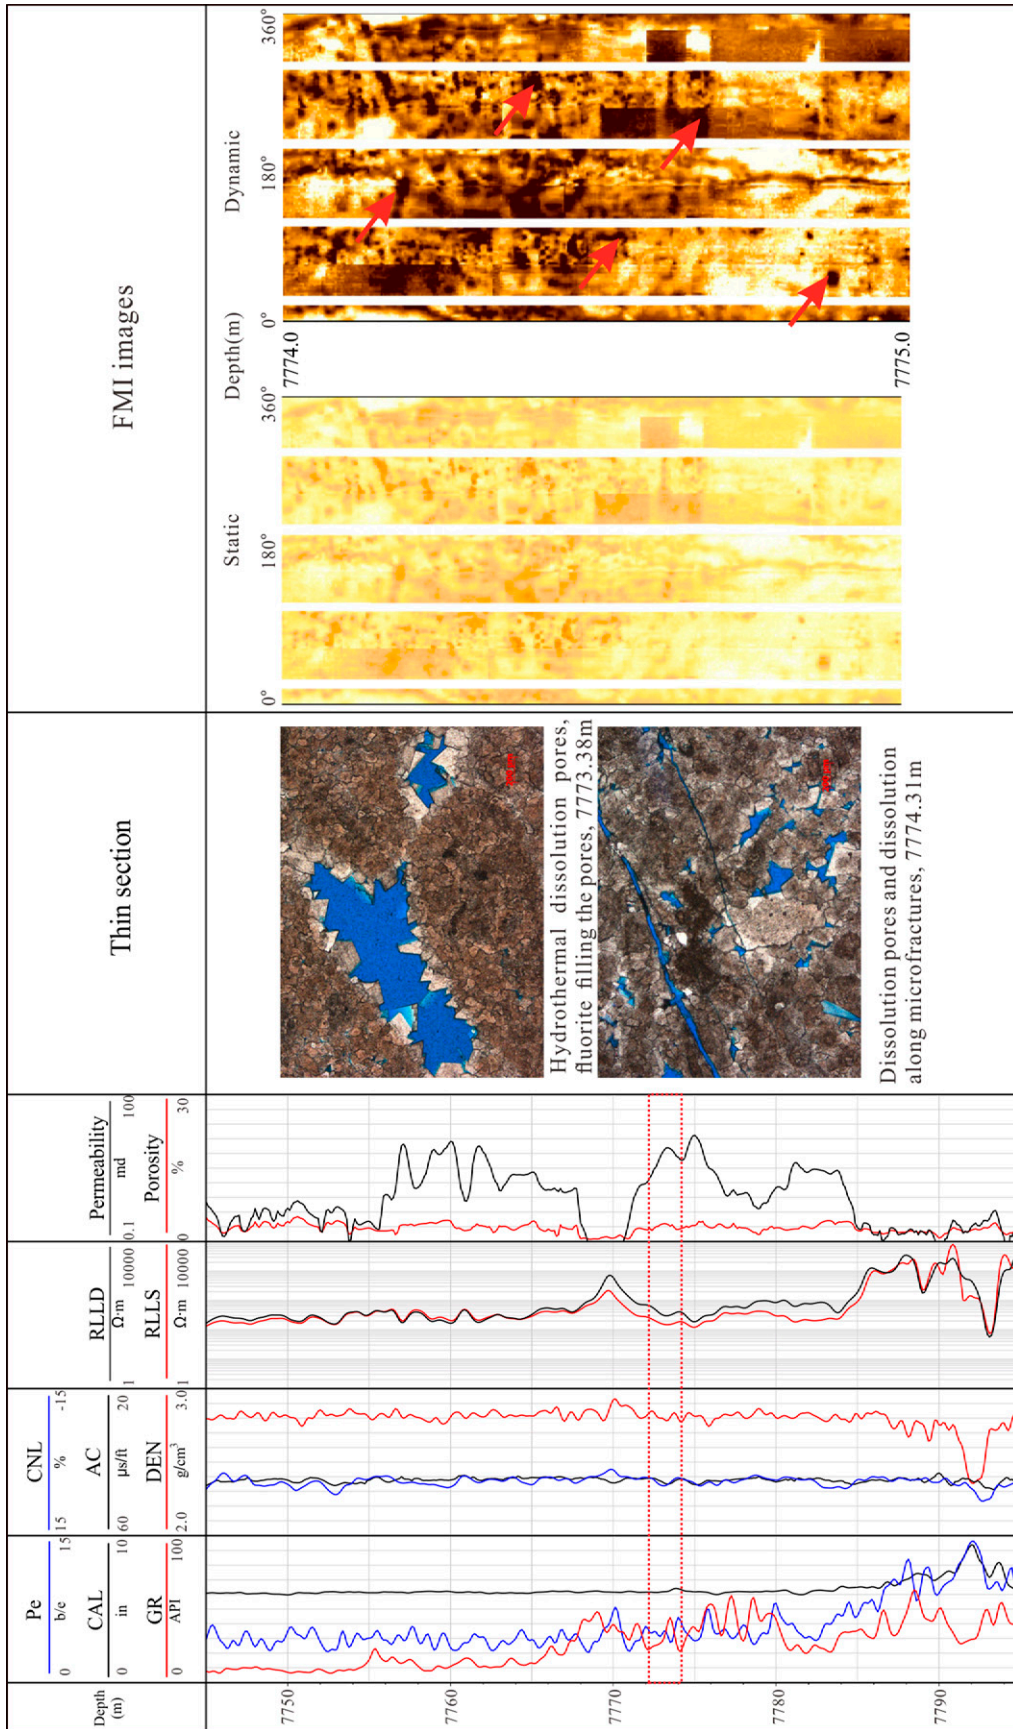 Depth
(m)
Pe
0 b/e 15
CAL
0 in 10
GR
0 API 100
CNL
15 % -15
AC
60 μs/ft 20
DEN
2.0 g/cm³ 3.0
RLLD
1 Ω·m 10000
RLLS
1 Ω·m 10000
Permeability
0.1 md 100
Porosity
0 % 30
Thin section
FMI images
Static
Depth(m)
Dynamic
0° 180° 360°
0° 180° 360°
7750
7760
7770
7780
7790
Hydrothermal dissolution pores,
fluorite filling the pores, 7773.38m
Dissolution pores and dissolution
along microfractures, 7774.31m
7774.0
7775.0